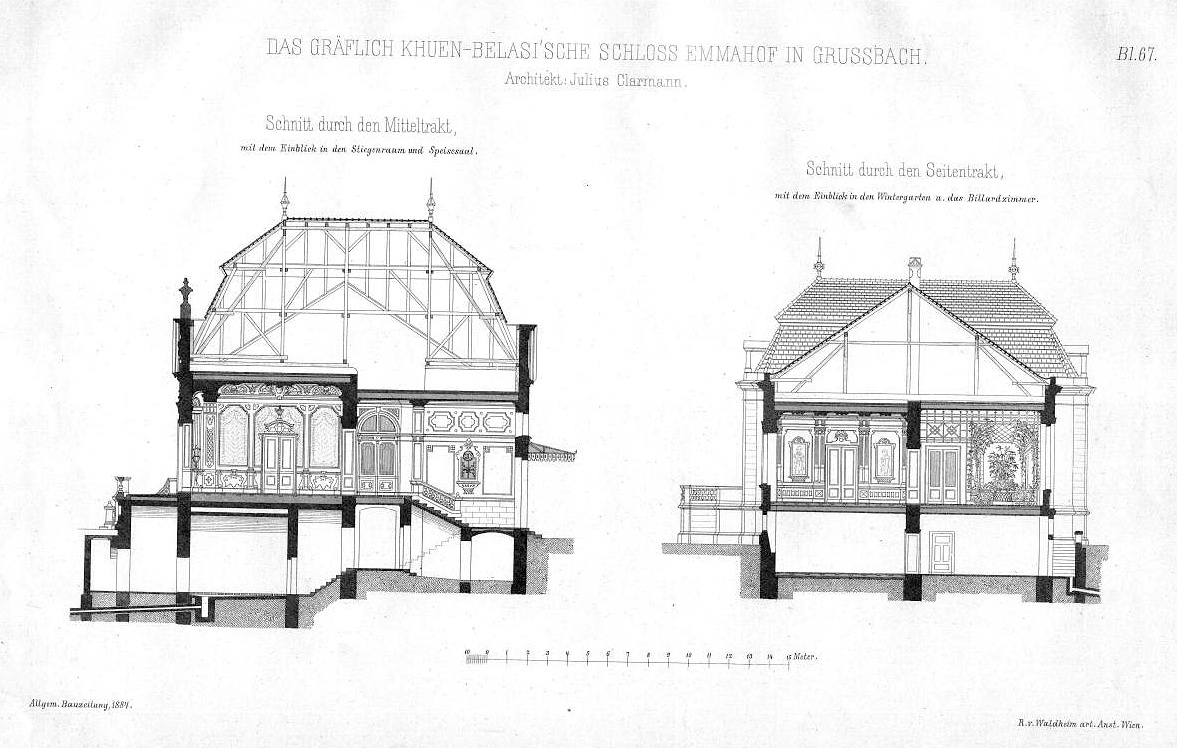 DAS GRÄFLICH KHUEN-BELASI'SCHE SCHLOSS EMMAHOF IN GRUSSBACH.
Bl.67.
Architekt: Julius Clarmann.
Schnitt durch den Mitteltrakt,
mit dem Einblick in den Stiegenraum und Speisesaal.
Schnitt durch den Seitentrakt,
mit dem Einblick in den Wintergarten u. das Billardzimmer.
10 0 1 2 3 4 5 6 7 8 9 10 11 12 13 14 15 Meter.
Allgem. Bauzeitung, 1884.
R. v. Waldheim art. Anst. Wien.